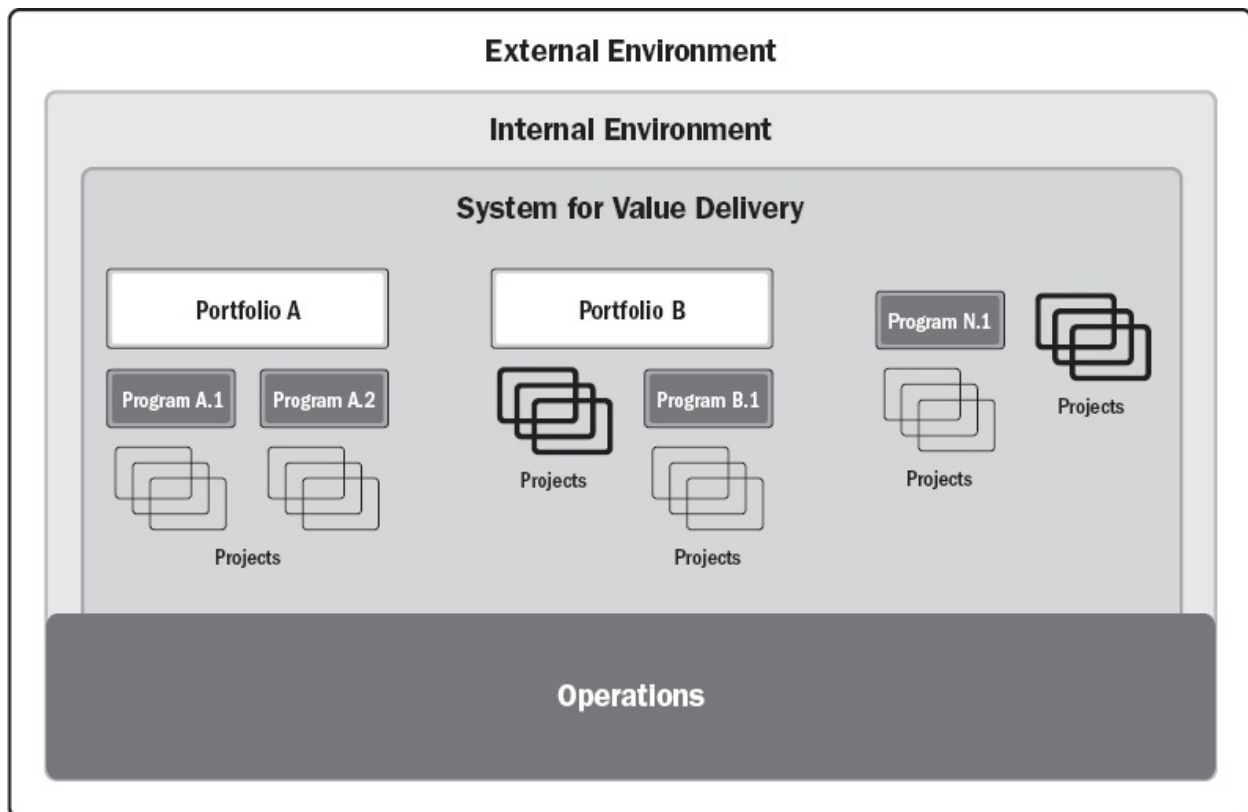 External Environment
Internal Environment
System for Value Delivery
Portfolio A
Portfolio B
Program N.1
Projects
Program A.1
Program A.2
Projects
Program B.1
Projects
Projects
Projects
Operations